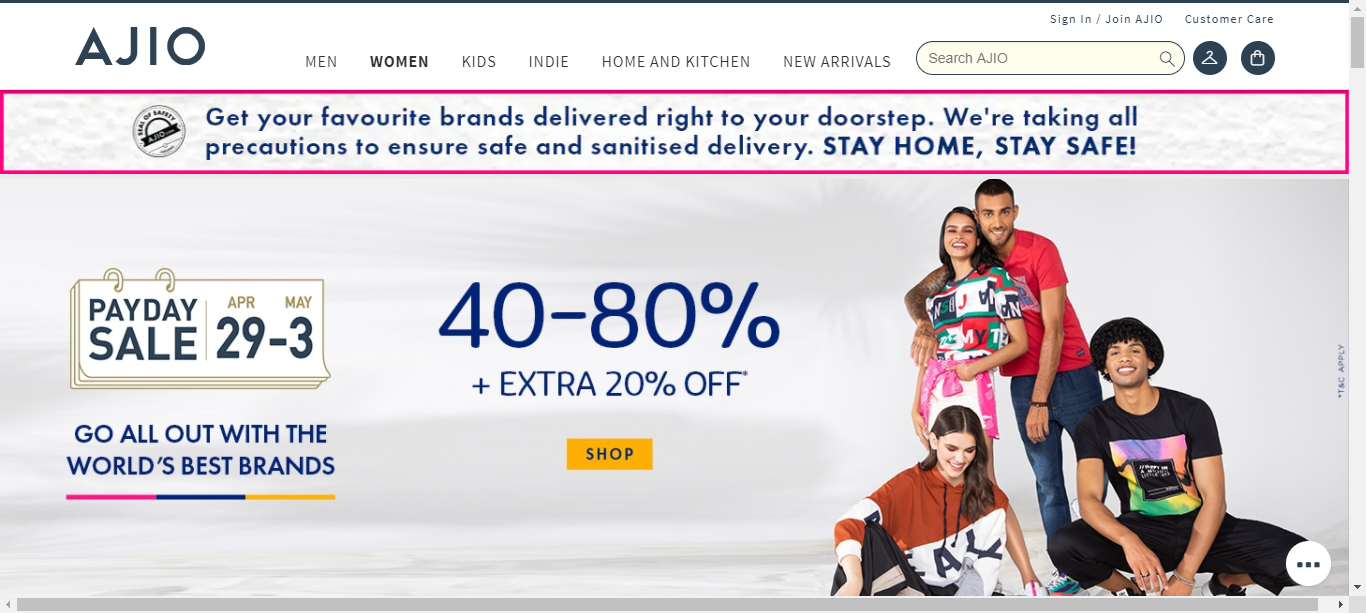 Sign In / Join AJIO Customer Care
AJIO
MEN WOMEN KIDS INDIE HOME AND KITCHEN NEW ARRIVALS
Search AJIO
SEAL OF SAFETY
AJIO.com
Get your favourite brands delivered right to your doorstep. We're taking all
precautions to ensure safe and sanitised delivery. STAY HOME, STAY SAFE!
PAYDAY
SALE
APR MAY
29-3
GO ALL OUT WITH THE
WORLD'S BEST BRANDS
40-80%
+ EXTRA 20% OFF*
SHOP
*T&C APPLY